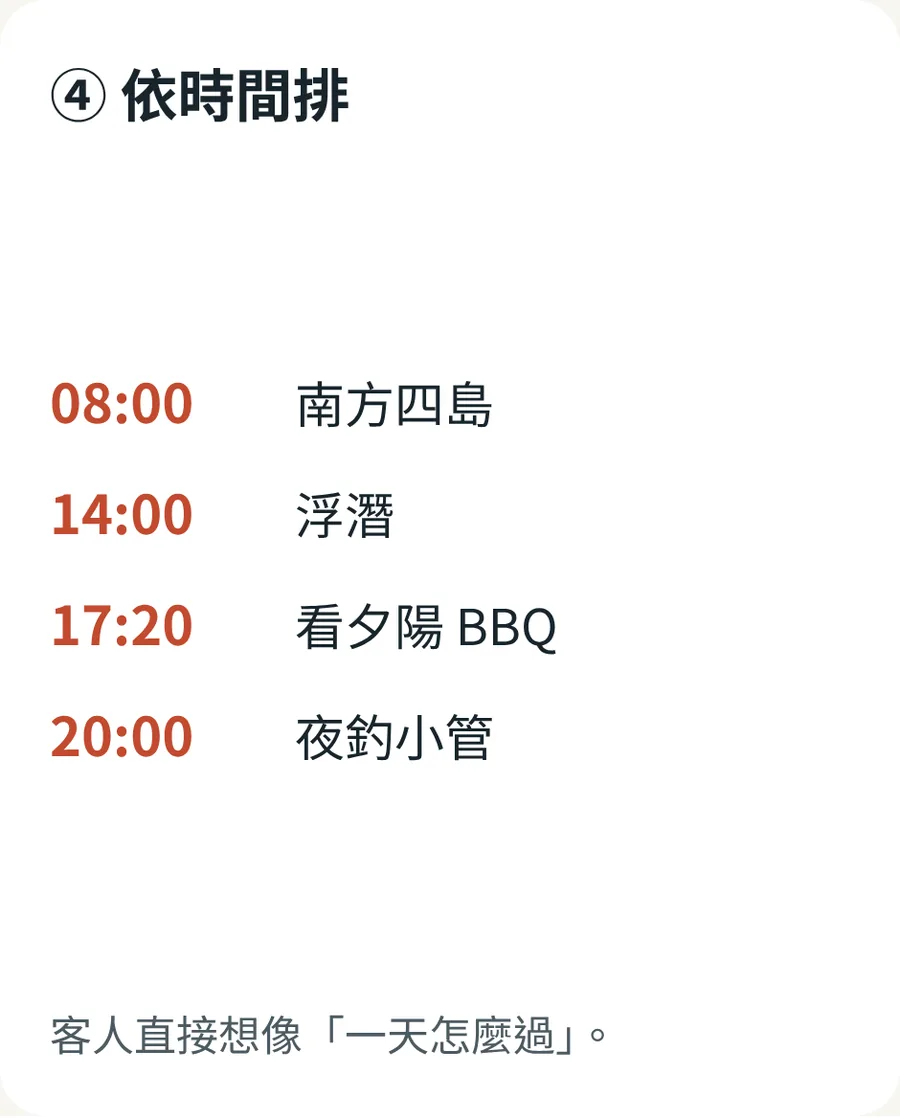 ④ 依時間排
08:00 南方四島
14:00 浮潛
17:20 看夕陽 BBQ
20:00 夜釣小管
客人直接想像「一天怎麼過」。